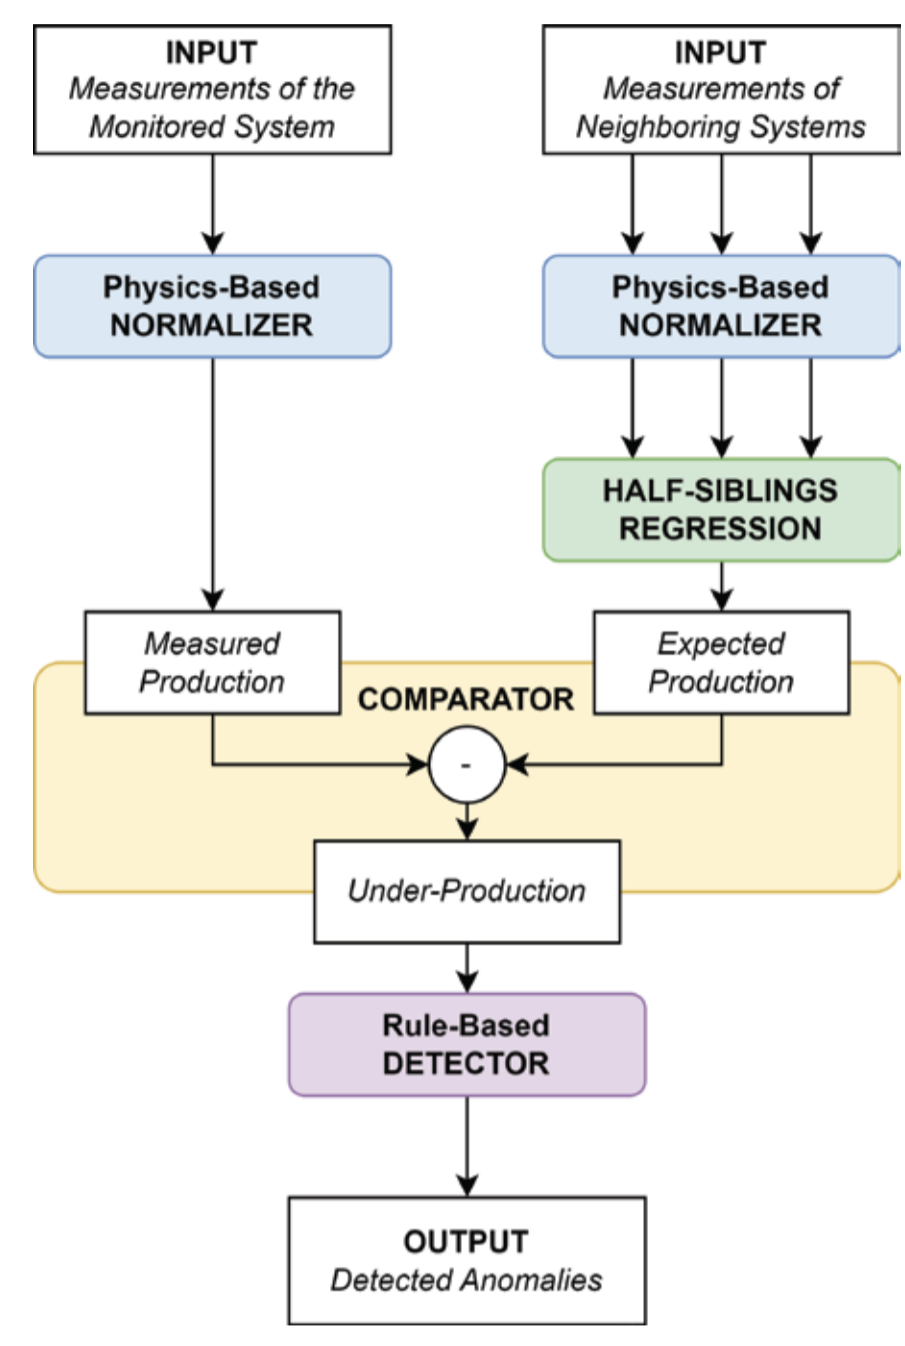 INPUT
Measurements of the
Monitored System
INPUT
Measurements of
Neighboring Systems
Physics-Based
NORMALIZER
Physics-Based
NORMALIZER
HALF-SIBLINGS
REGRESSION
Measured
Production
Expected
Production
COMPARATOR
-
Under-Production
Rule-Based
DETECTOR
OUTPUT
Detected Anomalies